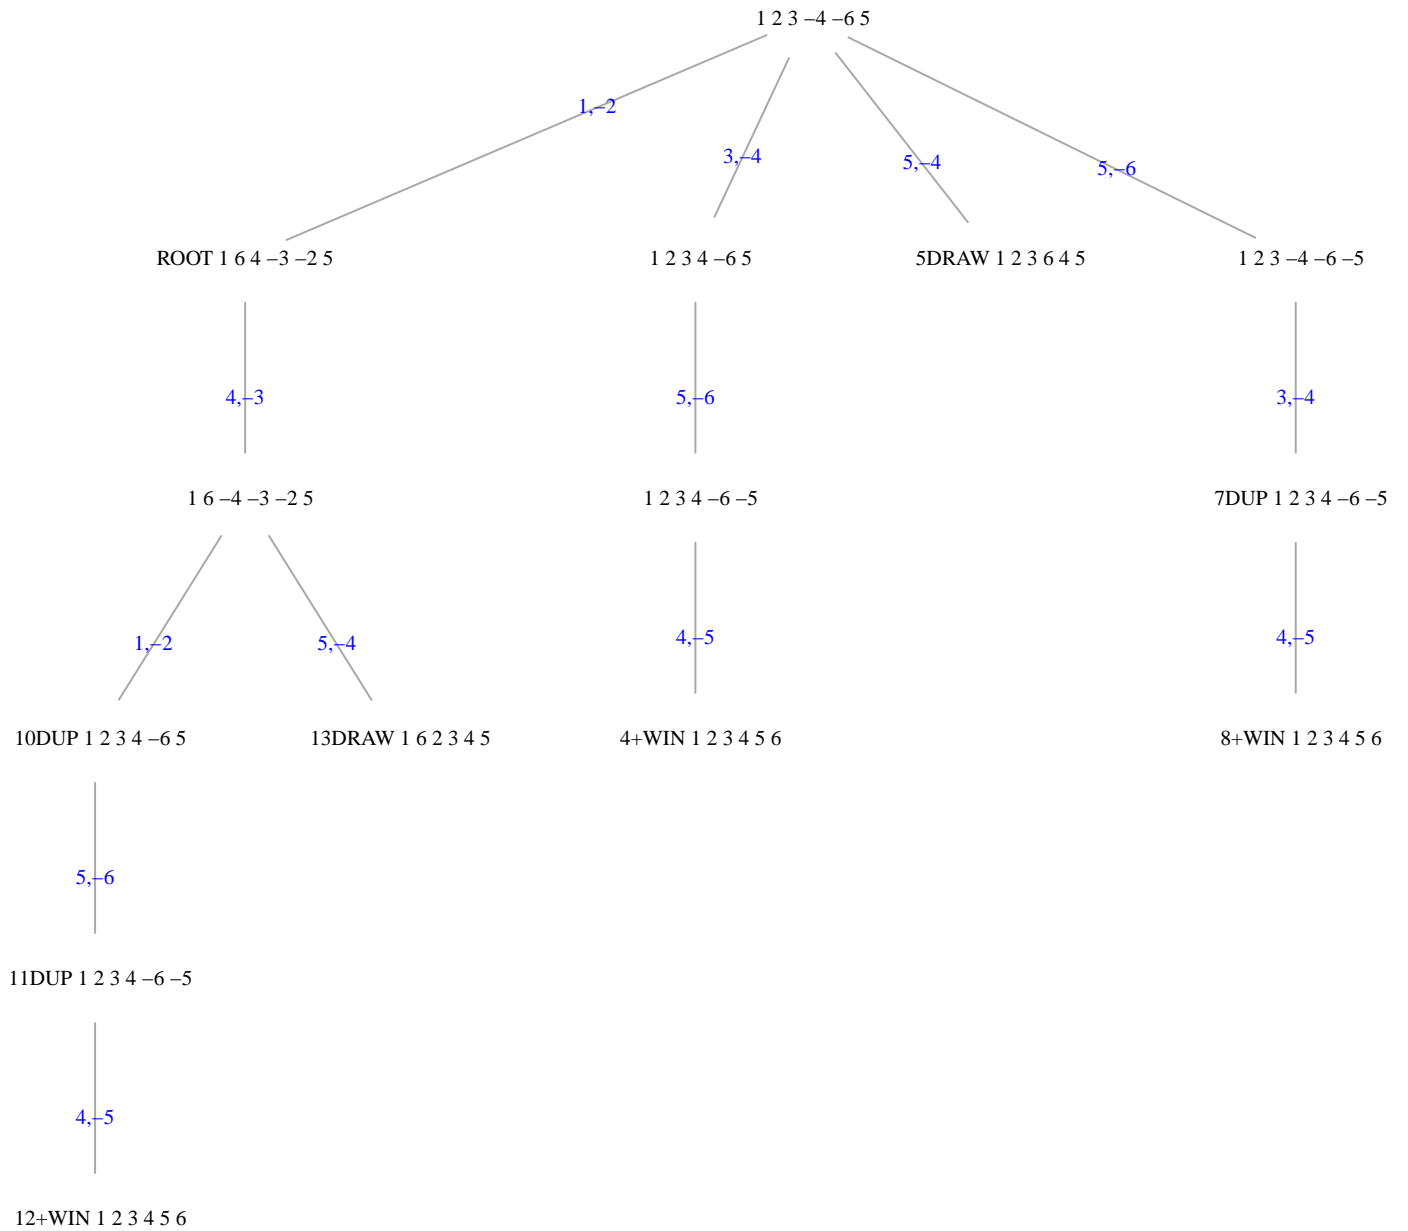 1 2 3 −4 −6 5
1,−2
3,−4
5,−4
5,−6
ROOT 1 6 4 −3 −2 5
1 2 3 4 −6 5
5DRAW 1 2 3 6 4 5
1 2 3 −4 −6 −5
4,−3
5,−6
3,−4
1 6 −4 −3 −2 5
1 2 3 4 −6 −5
7DUP 1 2 3 4 −6 −5
1,−2
5,−4
4,−5
4,−5
10DUP 1 2 3 4 −6 5
13DRAW 1 6 2 3 4 5
4+WIN 1 2 3 4 5 6
8+WIN 1 2 3 4 5 6
5,−6
11DUP 1 2 3 4 −6 −5
4,−5
12+WIN 1 2 3 4 5 6